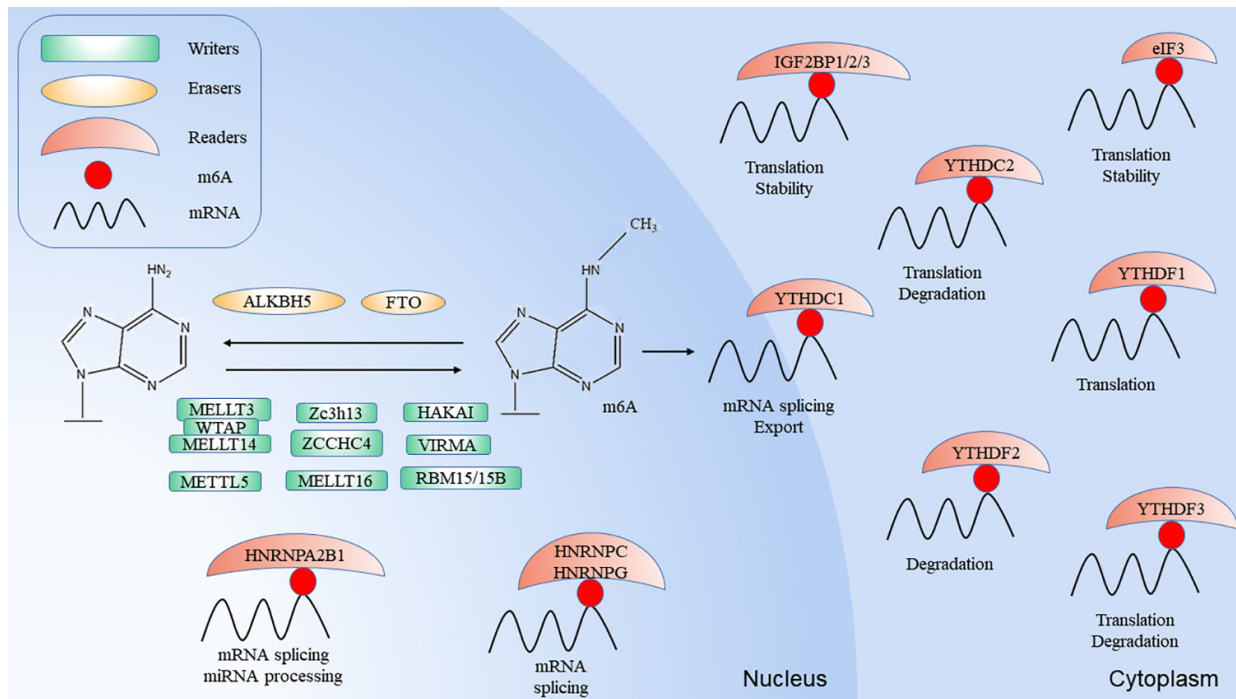 Writers
Erasers
Readers
m6A
mRNA
HN₂
N
N
N
N
ALKBH5
FTO
MELLT3
WTAP
MELLT14
METTL5
Zc3h13
ZCCHC4
MELLT16
HAKAI
VIRMA
RBM15/15B
CH₃
HN
N
N
N
N
m6A
YTHDC1
mRNA splicing
Export
HNRNPA2B1
mRNA splicing
miRNA processing
HNRNPC
HNRNPG
mRNA
splicing
Nucleus
IGF2BP1/2/3
Translation
Stability
eIF3
Translation
Stability
YTHDC2
Translation
Degradation
YTHDF1
Translation
YTHDF2
Degradation
YTHDF3
Translation
Degradation
Cytoplasm